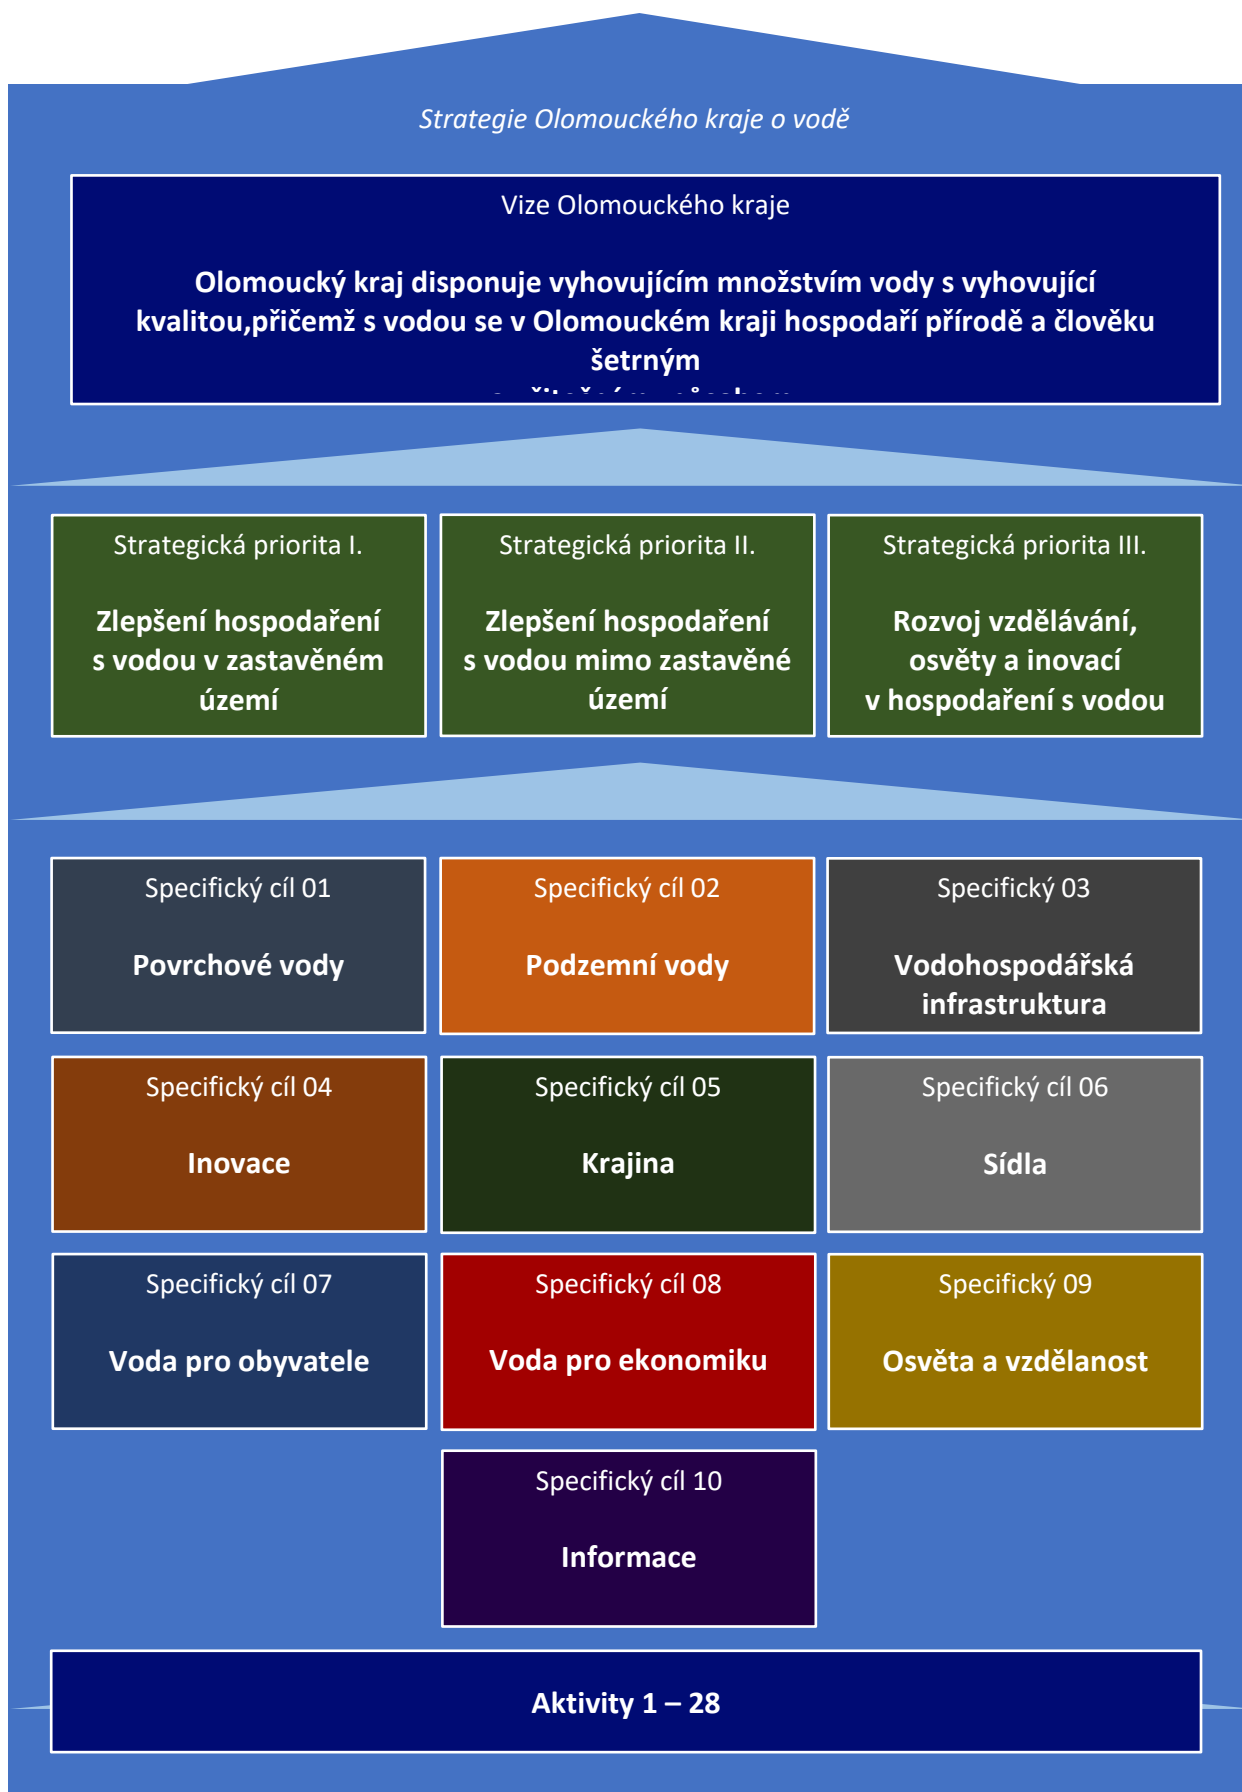 Strategie Olomouckého kraje o vodě
Vize Olomouckého kraje
Olomoucký kraj disponuje vyhovujícím množstvím vody s vyhovující
kvalitou,přičemž s vodou se v Olomouckém kraji hospodaří přírodě a člověku
šetrným
Strategická priorita I.
Zlepšení hospodaření
s vodou v zastavěném
území
Strategická priorita II.
Zlepšení hospodaření
s vodou mimo zastavěné
území
Strategická priorita III.
Rozvoj vzdělávání,
osvěty a inovací
v hospodaření s vodou
Specifický cíl 01
Povrchové vody
Specifický cíl 02
Podzemní vody
Specifický 03
Vodohospodářská
infrastruktura
Specifický cíl 04
Inovace
Specifický cíl 05
Krajina
Specifický cíl 06
Sídla
Specifický cíl 07
Voda pro obyvatele
Specifický cíl 08
Voda pro ekonomiku
Specifický 09
Osvěta a vzdělanost
Specifický cíl 10
Informace
Aktivity 1 – 28